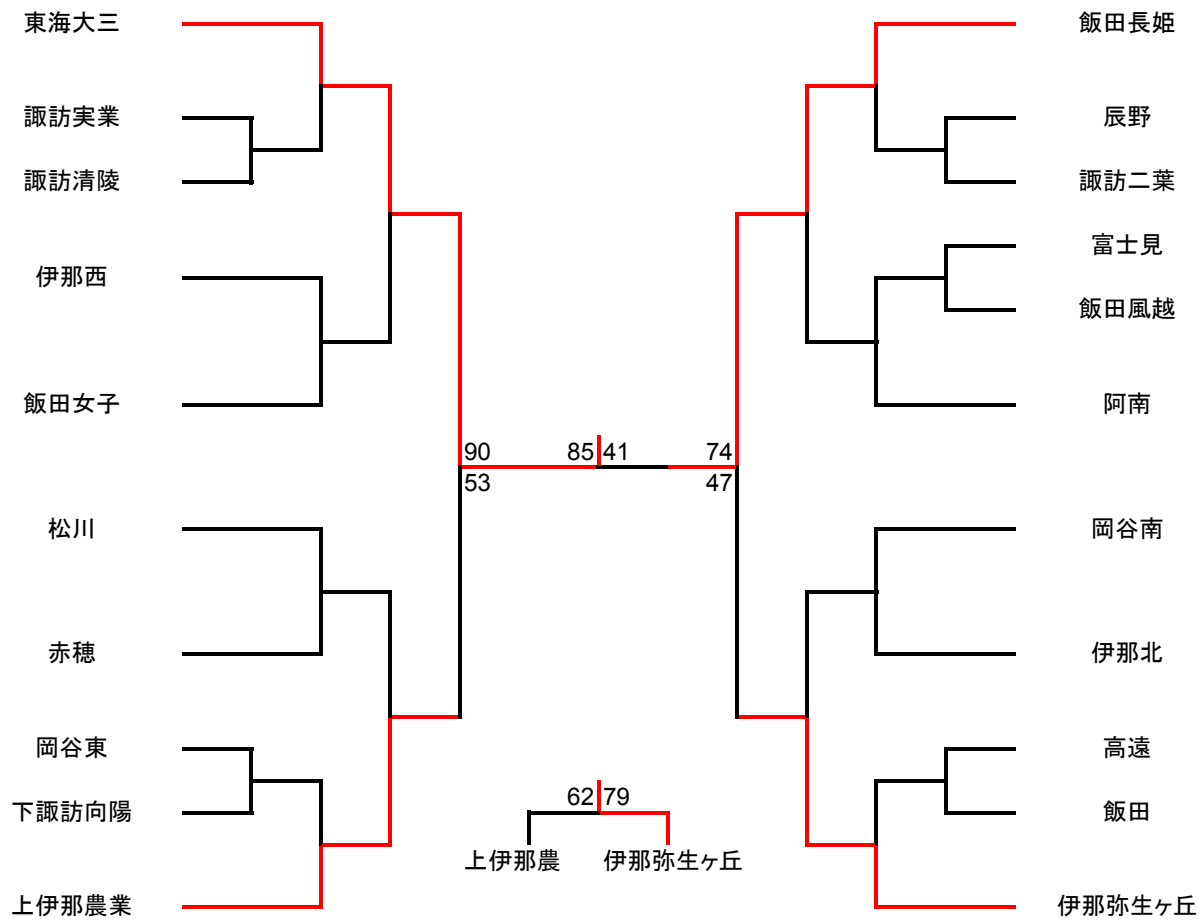 東海大三
諏訪実業
諏訪清陵
伊那西
飯田女子
松川
赤穂
岡谷東
下諏訪向陽
上伊那農業
90
53
85 41
74
47
62 79
上伊那農 伊那弥生ヶ丘
飯田長姫
辰野
諏訪二葉
富士見
飯田風越
阿南
岡谷南
伊那北
高遠
飯田
伊那弥生ヶ丘